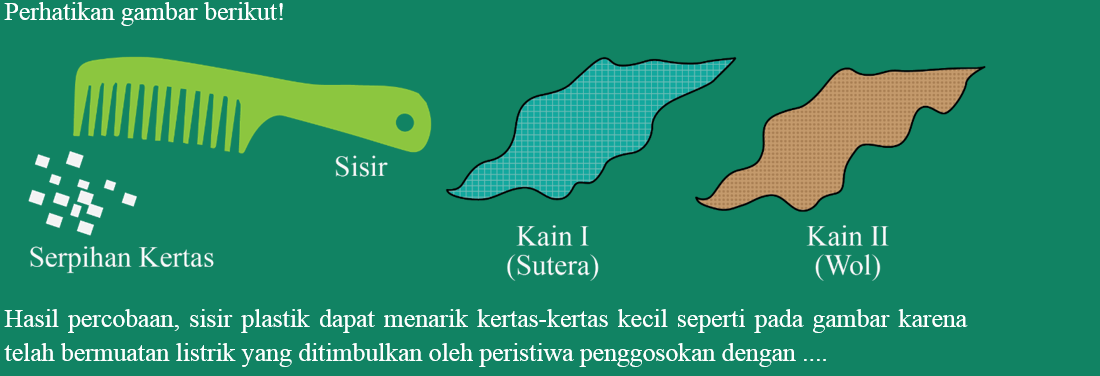 Perhatikan gambar berikut!
Sisir
Serpihan Kertas
Kain I
(Sutera)
Kain II
(Wol)
Hasil percobaan, sisir plastik dapat menarik kertas-kertas kecil seperti pada gambar karena
telah bermuatan listrik yang ditimbulkan oleh peristiwa penggosokan dengan ....